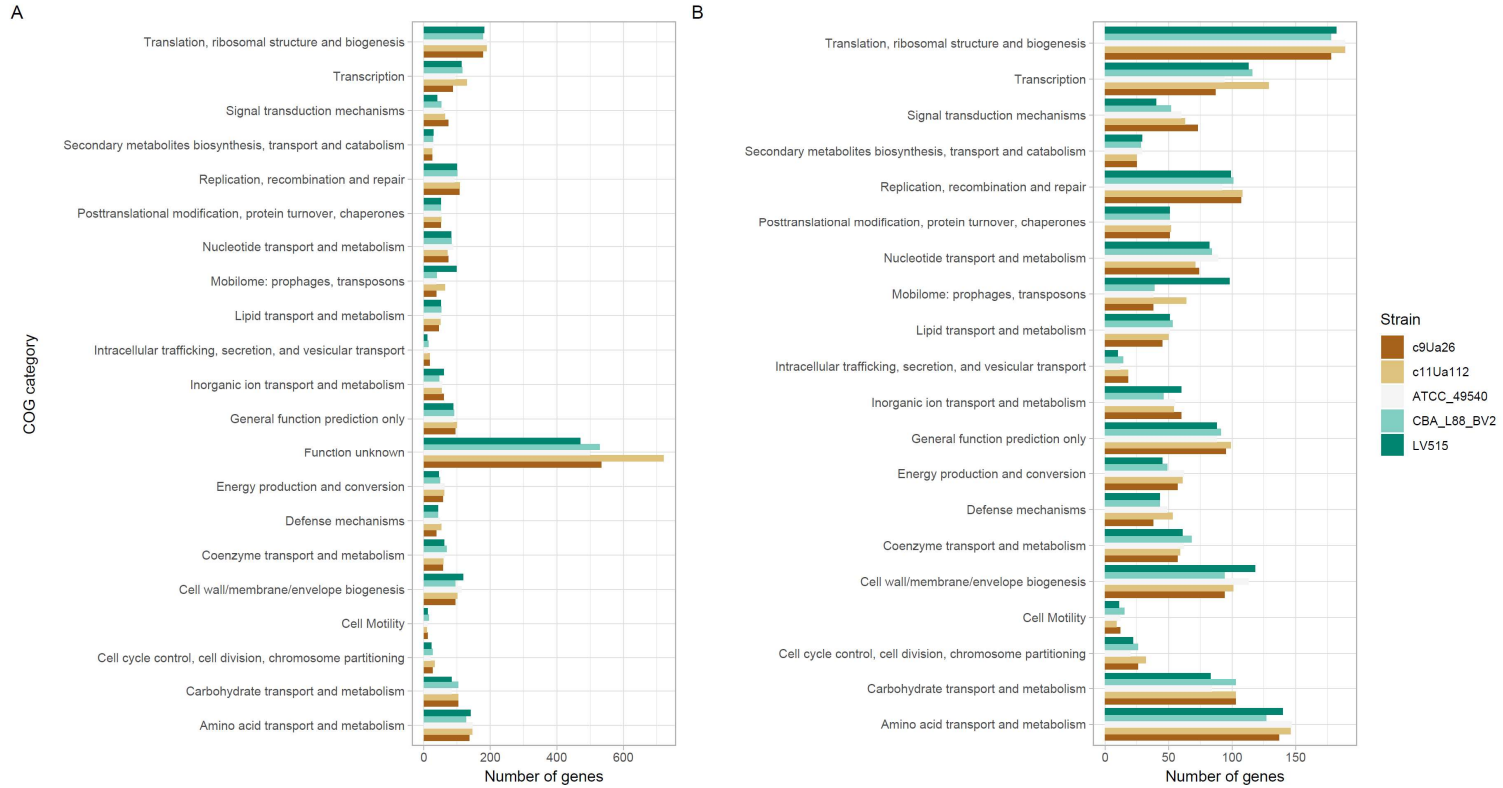 A
COG category
Translation, ribosomal structure and biogenesis
Transcription
Signal transduction mechanisms
Secondary metabolites biosynthesis, transport and catabolism
Replication, recombination and repair
Posttranslational modification, protein turnover, chaperones
Nucleotide transport and metabolism
Mobilome: prophages, transposons
Lipid transport and metabolism
Intracellular trafficking, secretion, and vesicular transport
Inorganic ion transport and metabolism
General function prediction only
Function unknown
Energy production and conversion
Defense mechanisms
Coenzyme transport and metabolism
Cell wall/membrane/envelope biogenesis
Cell Motility
Cell cycle control, cell division, chromosome partitioning
Carbohydrate transport and metabolism
Amino acid transport and metabolism
0 200 400 600
Number of genes
B
Translation, ribosomal structure and biogenesis
Transcription
Signal transduction mechanisms
Secondary metabolites biosynthesis, transport and catabolism
Replication, recombination and repair
Posttranslational modification, protein turnover, chaperones
Nucleotide transport and metabolism
Mobilome: prophages, transposons
Lipid transport and metabolism
Intracellular trafficking, secretion, and vesicular transport
Inorganic ion transport and metabolism
General function prediction only
Energy production and conversion
Defense mechanisms
Coenzyme transport and metabolism
Cell wall/membrane/envelope biogenesis
Cell Motility
Cell cycle control, cell division, chromosome partitioning
Carbohydrate transport and metabolism
Amino acid transport and metabolism
0 50 100 150
Number of genes
Strain
c9Ua26
c11Ua112
ATCC_49540
CBA_L88_BV2
LV515